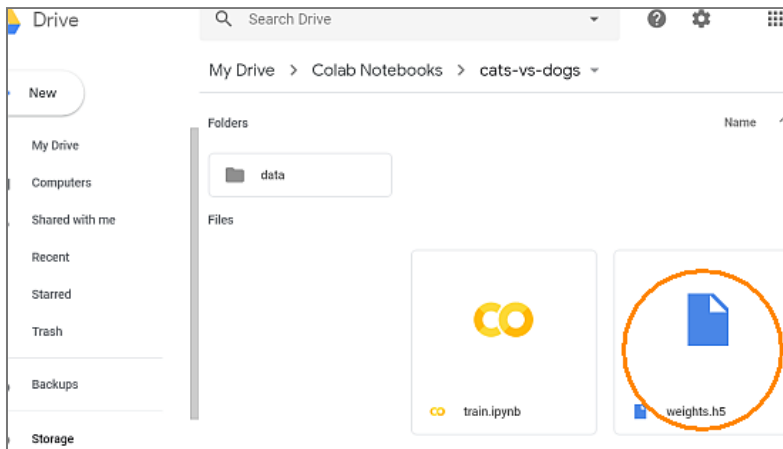 Drive
Search Drive
My Drive > Colab Notebooks > cats-vs-dogs
New
Folders
Name
My Drive
data
Computers
Shared with me
Files
Recent
Starred
Trash
CO
Backups
CO train.ipynb
weights.h5
Storage